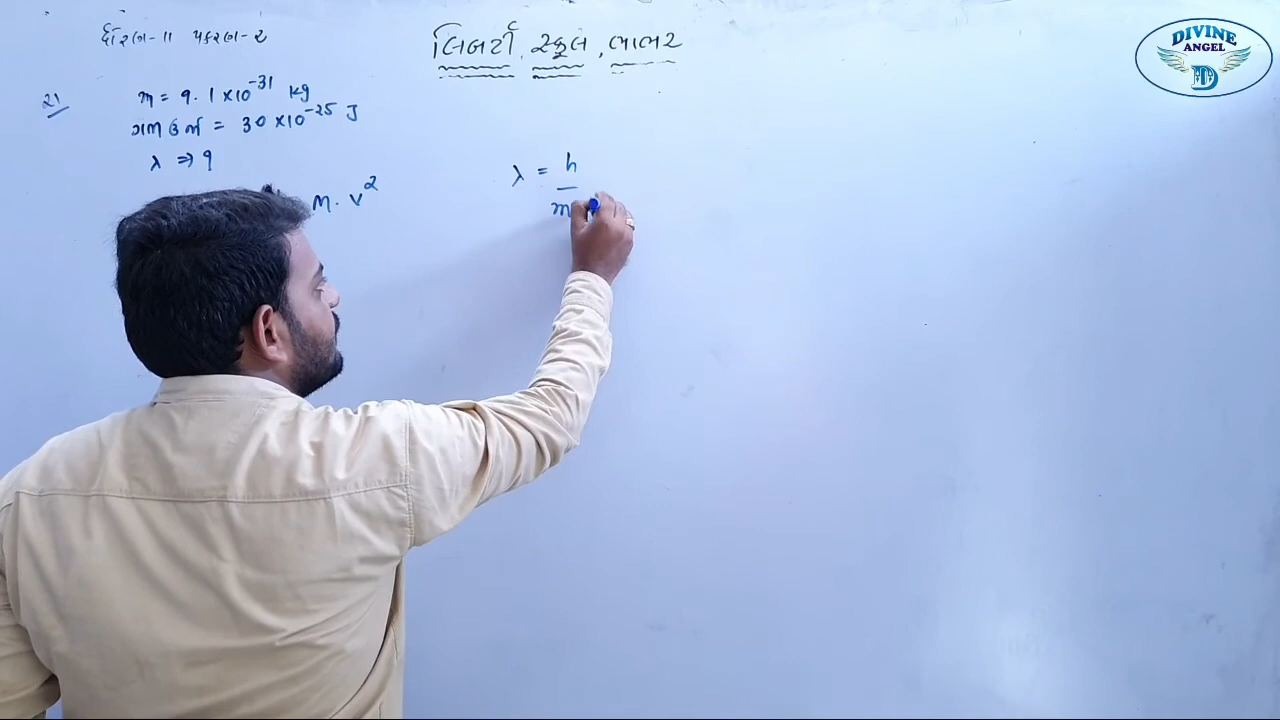 ધોરણ-11 પ્રકરણ-2
લિબર્ટી સ્કૂલ, ભાભર
DIVINE
ANGEL
D
21
m = 9.1 × 10⁻³¹ kg
ગતિ ઉર્જા = 3.0 × 10⁻²⁵ J
λ ⇒ ?
m. v²
λ = h
m